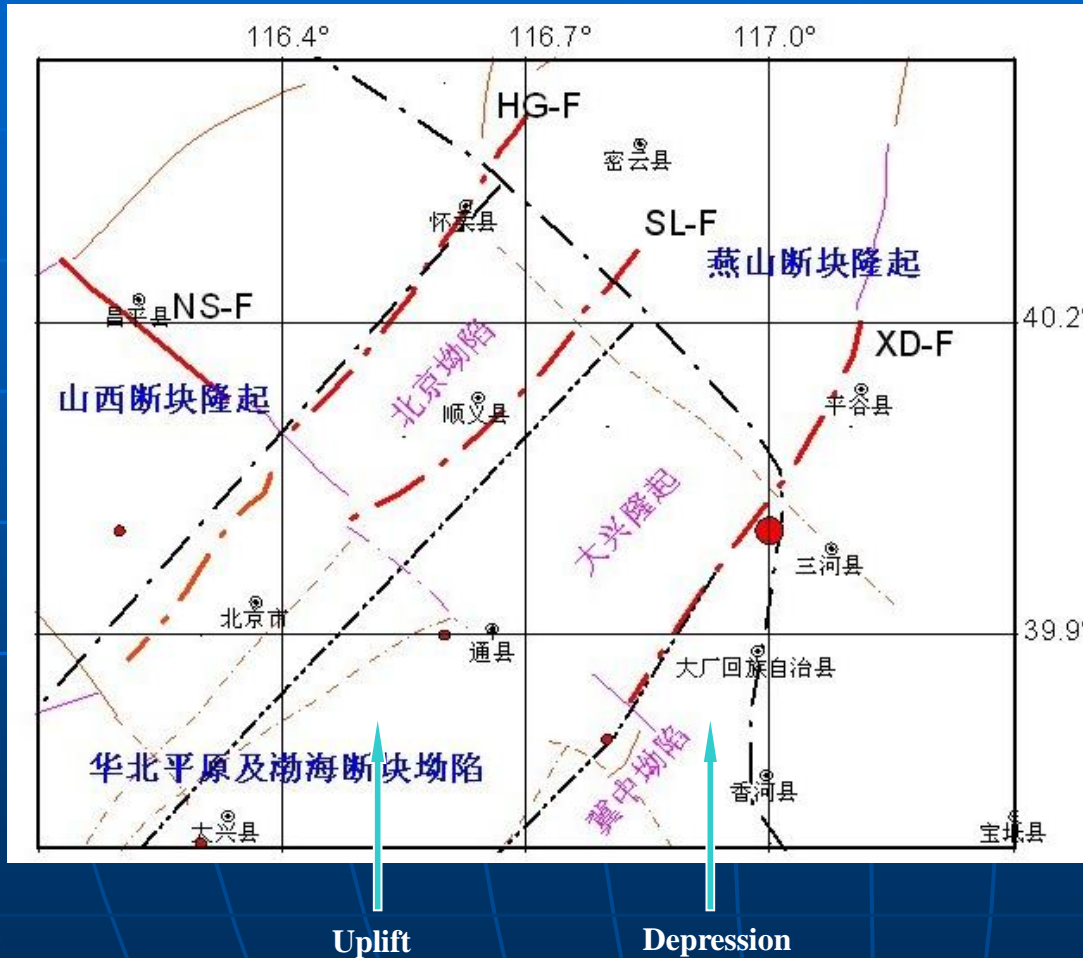 116.4°
116.7°
117.0°
HG-F
密云县
怀柔县
SL-F
燕山断块隆起
NS-F
昌平县
40.2°
XD-F
北京坳陷
山西断块隆起
顺义县
平谷县
大兴隆起
三河县
北京市
39.9°
通县
大厂回族自治县
华北平原及渤海断块坳陷
冀中坳陷
香河县
大兴县
宝坻县
Uplift
Depression